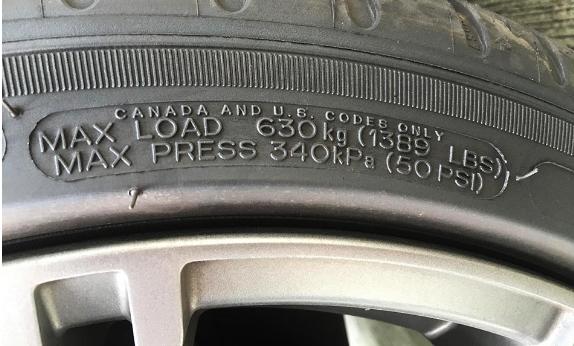 CANADA AND U.S. CODES ONLY
MAX LOAD 630kg (1389 LBS)
MAX PRESS 340kPa (50 PSI)